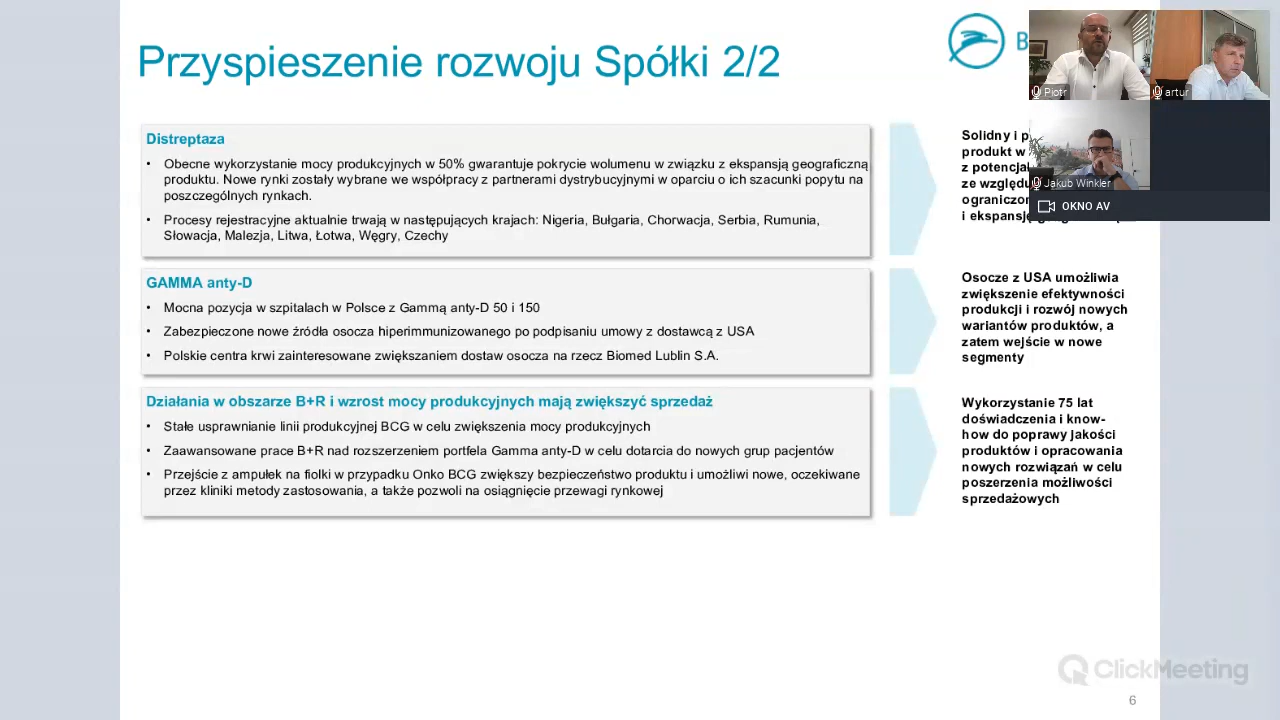 Przyspieszenie rozwoju Spółki 2/2
B
Piotr
artur
Jakub Winkler
OKNO AV
Distreptaza
• Obecne wykorzystanie mocy produkcyjnych w 50% gwarantuje pokrycie wolumenu w związku z ekspansją geograficzną
produktu. Nowe rynki zostały wybrane we współpracy z partnerami dystrybucyjnymi w oparciu o ich szacunki popytu na
poszczególnych rynkach.
• Procesy rejestracyjne aktualnie trwają w następujących krajach: Nigeria, Bułgaria, Chorwacja, Serbia, Rumunia,
Słowacja, Malezja, Litwa, Łotwa, Węgry, Czechy
Solidny i p
produkt w
z potencja
ze względu
ograniczon
i ekspansj
GAMMA anty-D
• Mocna pozycja w szpitalach w Polsce z Gammą anty-D 50 i 150
• Zabezpieczone nowe źródła osocza hiperimmunizowanego po podpisaniu umowy z dostawcą z USA
• Polskie centra krwi zainteresowane zwiększaniem dostaw osocza na rzecz Biomed Lublin S.A.
Osocze z USA umożliwia
zwiększenie efektywności
produkcji i rozwój nowych
wariantów produktów, a
zatem wejście w nowe
segmenty
Działania w obszarze B+R i wzrost mocy produkcyjnych mają zwiększyć sprzedaż
• Stałe usprawnianie linii produkcyjnej BCG w celu zwiększenia mocy produkcyjnych
• Zaawansowane prace B+R nad rozszerzeniem portfela Gamma anty-D w celu dotarcia do nowych grup pacjentów
• Przejście z ampułek na fiolki w przypadku Onko BCG zwiększy bezpieczeństwo produktu i umożliwi nowe, oczekiwane
przez kliniki metody zastosowania, a także pozwoli na osiągnięcie przewagi rynkowej
Wykorzystanie 75 lat
doświadczenia i know-
how do poprawy jakości
produktów i opracowania
nowych rozwiązań w celu
poszerzenia możliwości
sprzedażowych
ClickMeeting
6